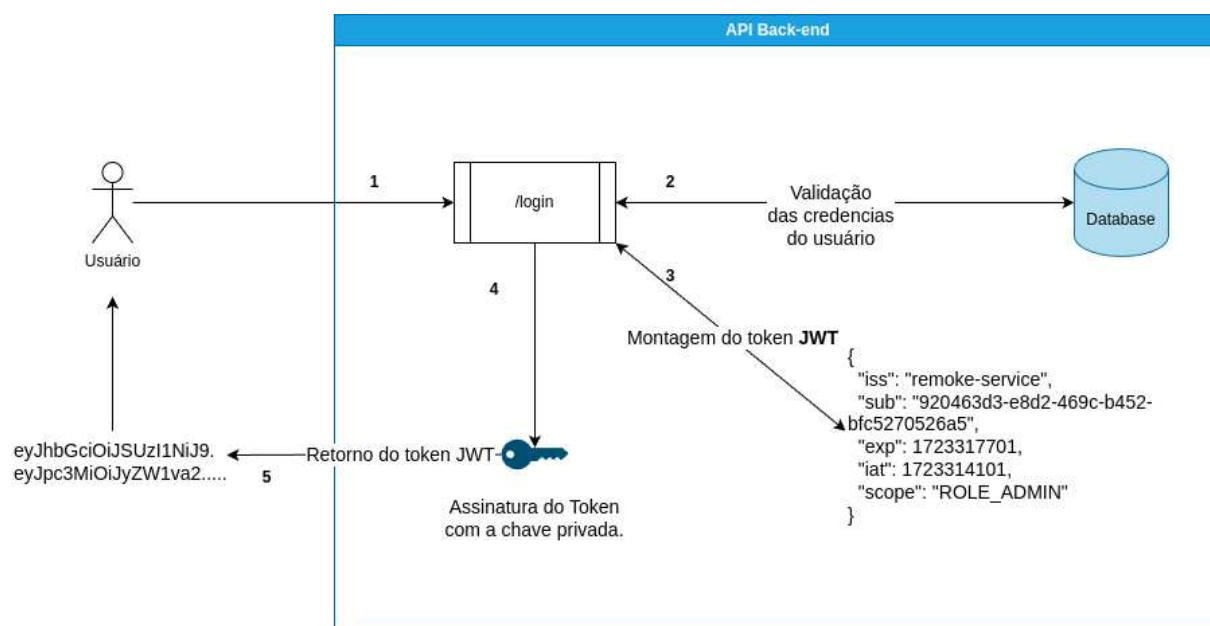 API Back-end
1
2
/login
Validação
das credencias
do usuário
Database
Usuário
3
4
Montagem do token JWT
{
"iss": "remoke-service",
"sub": "920463d3-e8d2-469c-b452-
bfc5270526a5",
"exp": 1723317701,
"iat": 1723314101,
"scope": "ROLE_ADMIN"
}
eyJhbGciOiJSUzI1NiJ9.
eyJpc3MiOiJyZW1va2.....
5
Retorno do token JWT
Assinatura do Token
com a chave privada.